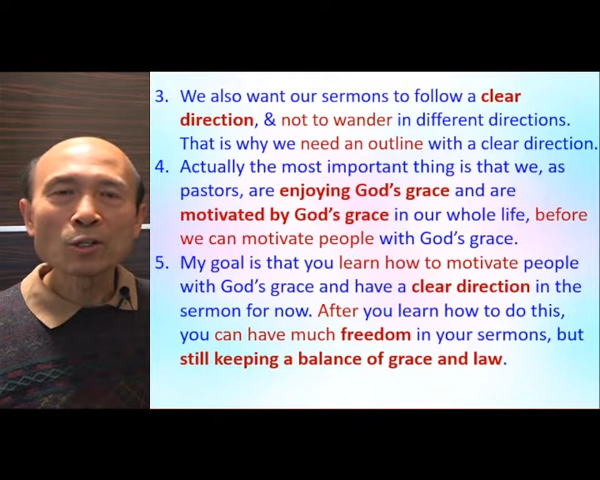 3. We also want our sermons to follow a clear
direction, & not to wander in different directions.
That is why we need an outline with a clear direction.
4. Actually the most important thing is that we, as
pastors, are enjoying God's grace and are
motivated by God's grace in our whole life, before
we can motivate people with God's grace.
5. My goal is that you learn how to motivate people
with God's grace and have a clear direction in the
sermon for now. After you learn how to do this,
you can have much freedom in your sermons, but
still keeping a balance of grace and law.